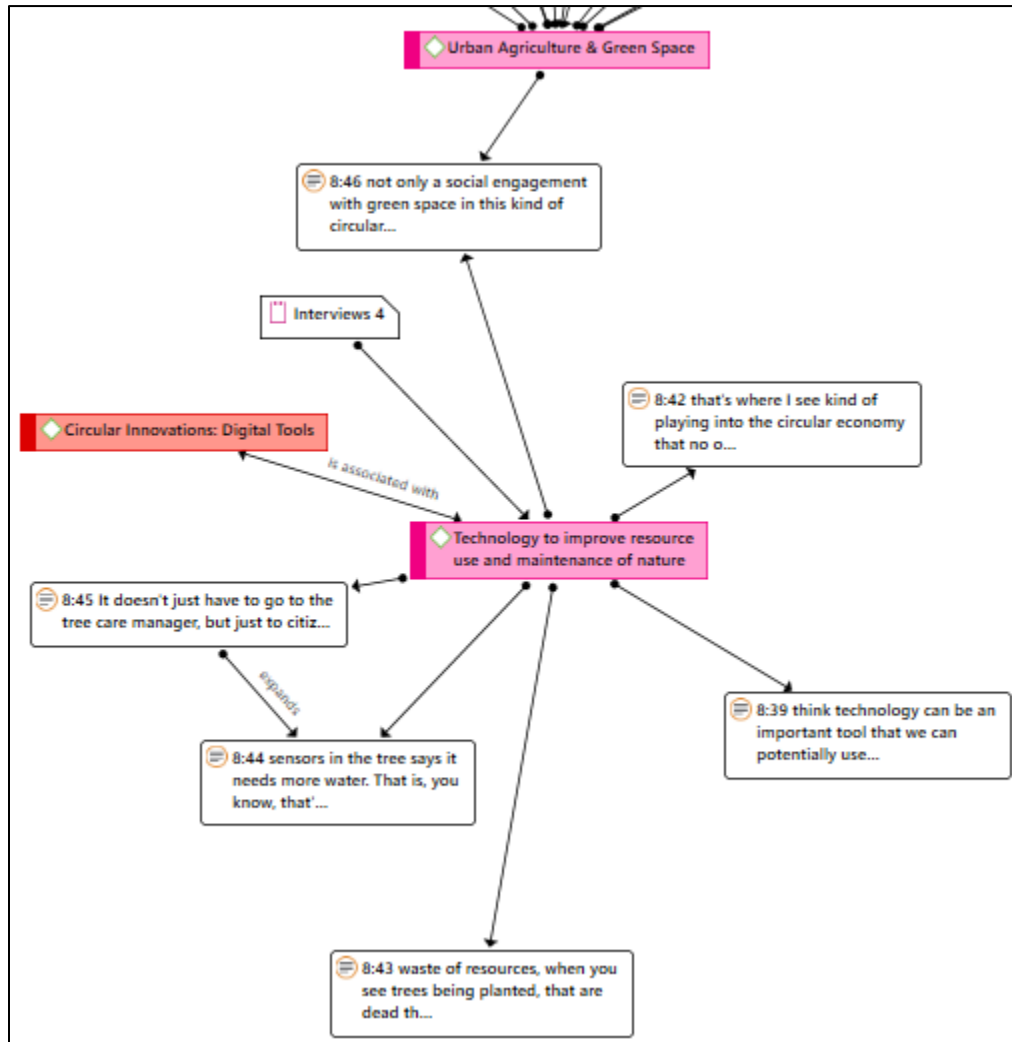 Urban Agriculture & Green Space
8:46 not only a social engagement
with green space in this kind of
circular...
Interviews 4
8:42 that's where I see kind of
playing into the circular economy
that no o...
Circular Innovations: Digital Tools
is associated with
Technology to improve resource
use and maintenance of nature
8:45 It doesn't just have to go to the
tree care manager, but just to citiz...
expands
8:39 think technology can be an
important tool that we can
potentially use...
8:44 sensors in the tree says it
needs more water. That is, you
know, that'...
8:43 waste of resources, when you
see trees being planted, that are
dead th...